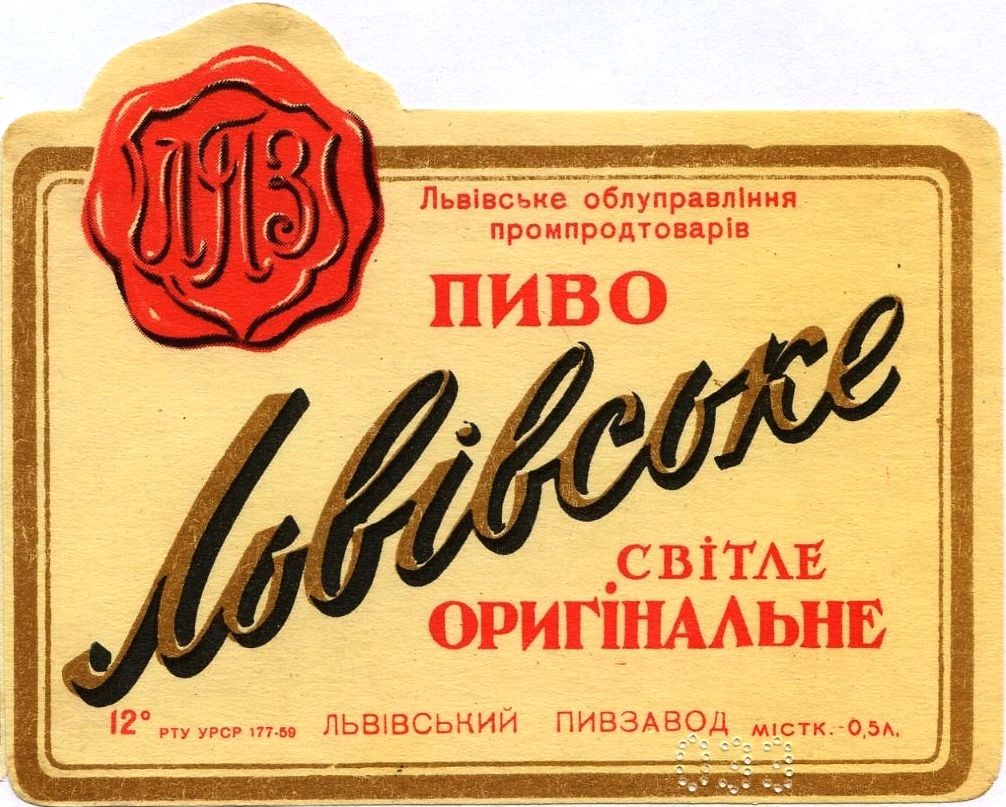 ЛПЗ
Львівське облуправління
промпродтоварів
ПИВО
Львівське
СВІТЛЕ
ОРИГІНАЛЬНЕ
12° РТУ УРСР 177-59 ЛЬВІВСЬКИЙ ПИВЗАВОД МІСТК.-0,5Л.